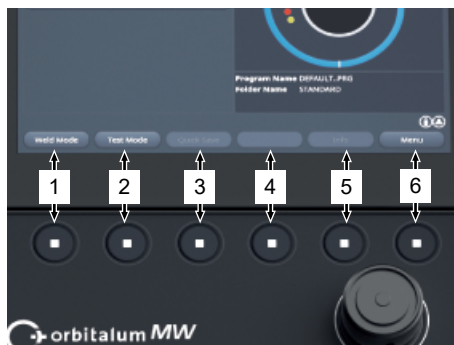 Program Name DEFAULT..PRG
Folder Name STANDARD
Weld Mode Test Mode Quick Save Info Menu
1 2 3 4 5 6
orbitalum MW